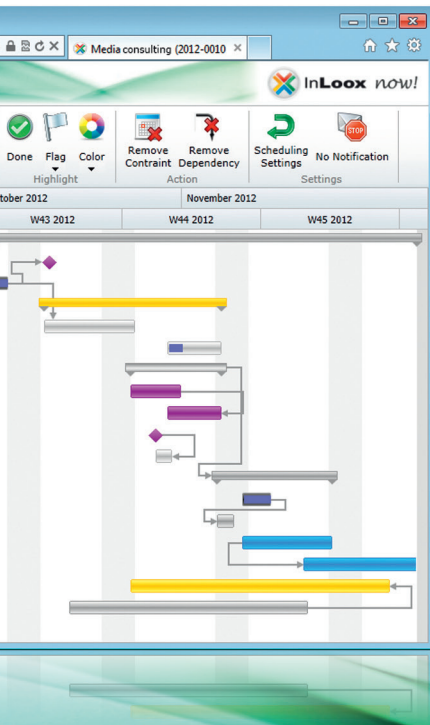 Media consulting (2012-0010
InLoox now!
Done
Flag
Color
Remove Contraint
Remove Dependency
Scheduling Settings
STOP
No Notification
Highlight
Action
Settings
tober 2012
November 2012
W43 2012
W44 2012
W45 2012